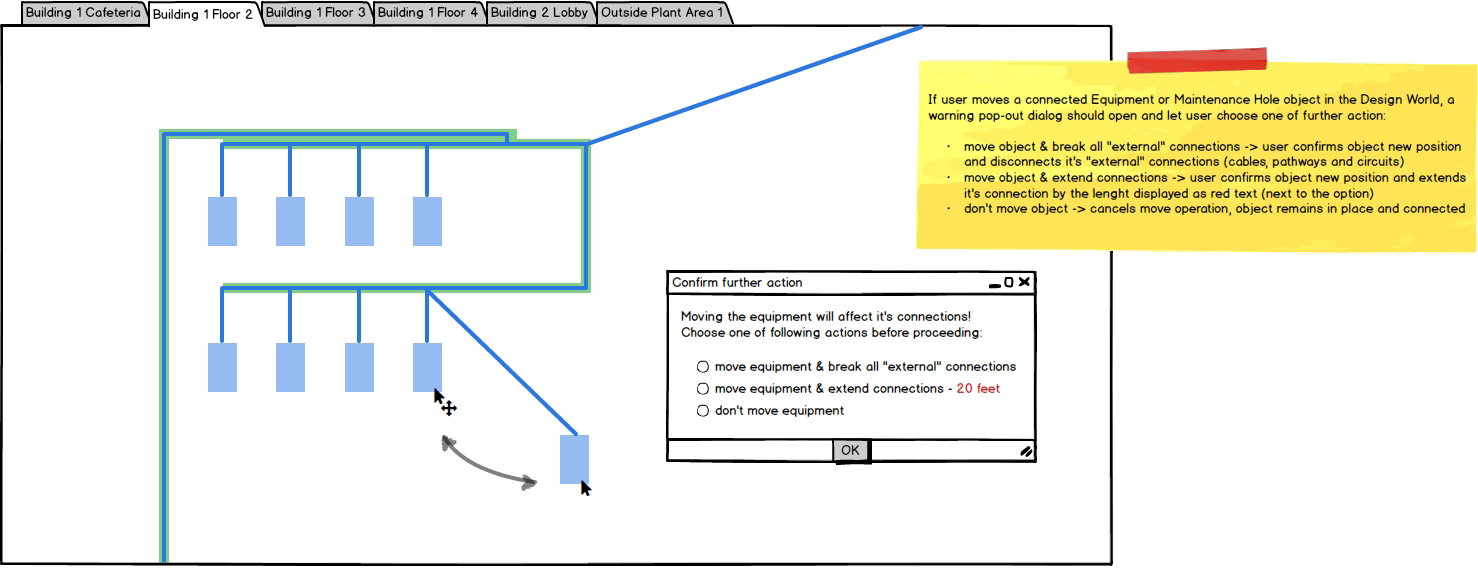 Building 1 Cafeteria
Building 1 Floor 2
Building 1 Floor 3
Building 1 Floor 4
Building 2 Lobby
Outside Plant Area 1
If user moves a connected Equipment or Maintenance Hole object in the Design World, a
warning pop-out dialog should open and let user choose one of further action:
· move object & break all "external" connections -> user confirms object new position
and disconnects it's "external" connections (cables, pathways and circuits)
· move object & extend connections -> user confirms object new position and extends
it's connection by the lenght displayed as red text (next to the option)
· don't move object -> cancels move operation, object remains in place and connected
Confirm further action
Moving the equipment will affect it's connections!
Choose one of following actions before proceeding:
move equipment & break all "external" connections
move equipment & extend connections - 20 feet
don't move equipment
OK